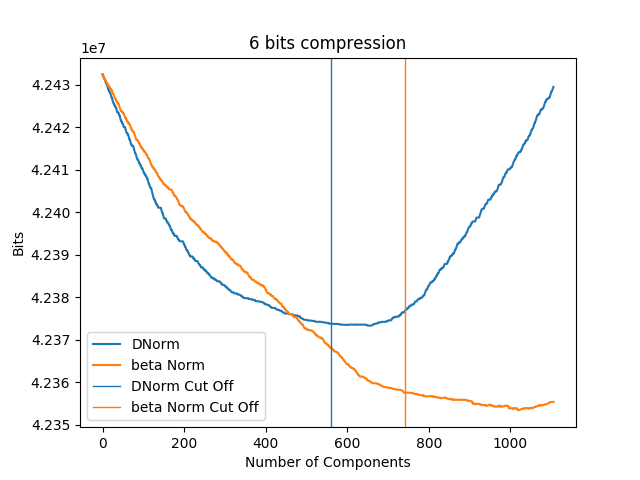 6 bits compression
1e7
4.243
4.242
4.241
4.240
4.239
4.238
4.237
4.236
4.235
Bits
DNorm
beta Norm
DNorm Cut Off
beta Norm Cut Off
0 200 400 600 800 1000
Number of Components